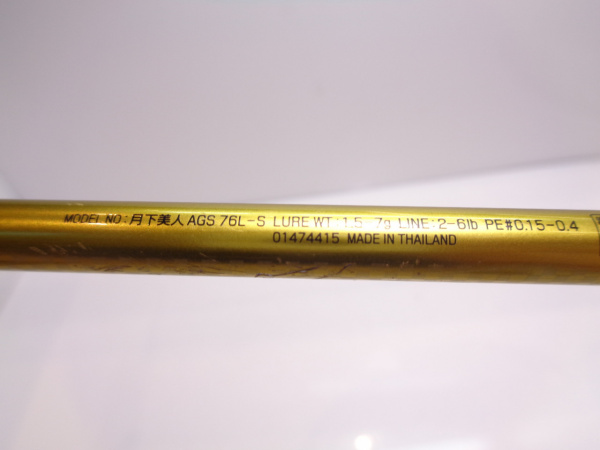 MODEL NO：月下美人 AGS 76L-S LURE WT：1.5-7g LINE：2-6lb PE#0.15-0.4
01474415 MADE IN THAILAND